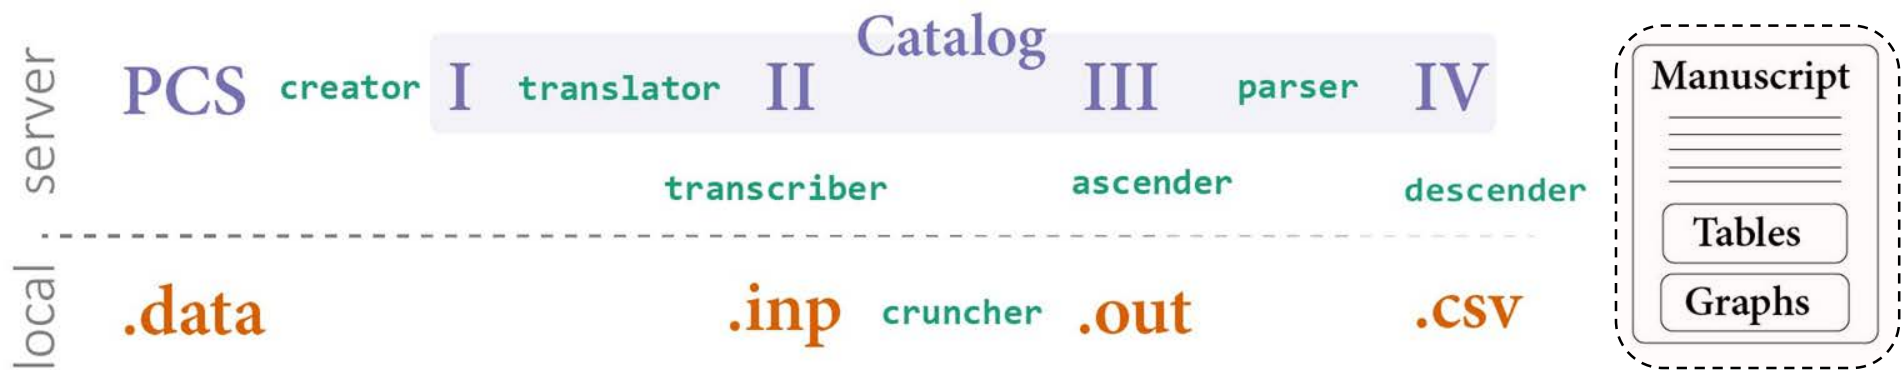 server
Catalog
PCS creator I translator II III parser IV
transcriber ascender descender
local
.data .inp cruncher .out .csv
Manuscript
Tables
Graphs